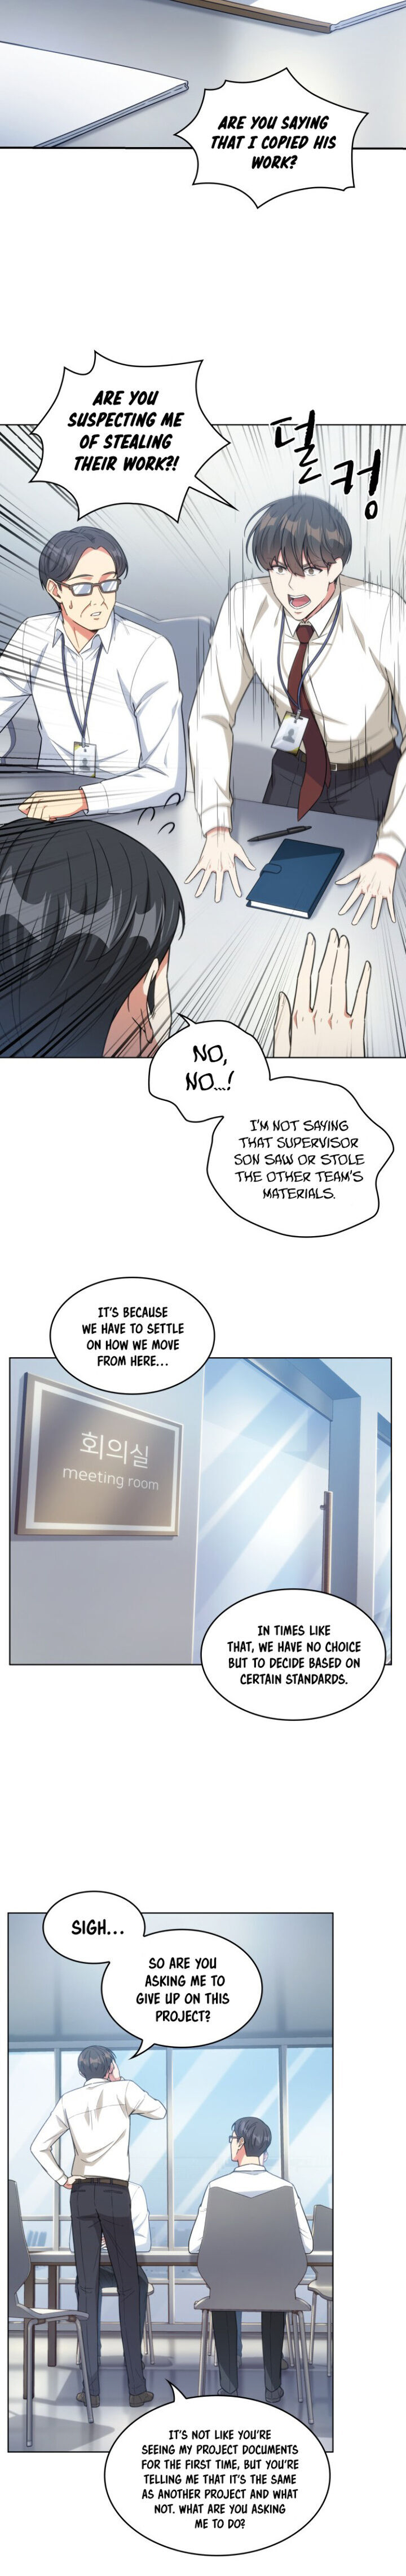 ARE YOU SAYING
THAT I COPIED HIS
WORK?
ARE YOU
SUSPECTING ME
OF STEALING
THEIR WORK?!
덜
컹
NO,
NO...!
I'M NOT SAYING
THAT SUPERVISOR
SON SAW OR STOLE
THE OTHER TEAM'S
MATERIALS.
IT'S BECAUSE
WE HAVE TO SETTLE
ON HOW WE MOVE
FROM HERE...
회의실
meeting room
IN TIMES LIKE
THAT, WE HAVE NO CHOICE
BUT TO DECIDE BASED ON
CERTAIN STANDARDS.
SIGH...
SO ARE YOU
ASKING ME TO
GIVE UP ON THIS
PROJECT?
IT'S NOT LIKE YOU'RE
SEEING MY PROJECT DOCUMENTS
FOR THE FIRST TIME, BUT YOU'RE
TELLING ME THAT IT'S THE SAME
AS ANOTHER PROJECT AND WHAT
NOT. WHAT ARE YOU ASKING
ME TO DO?